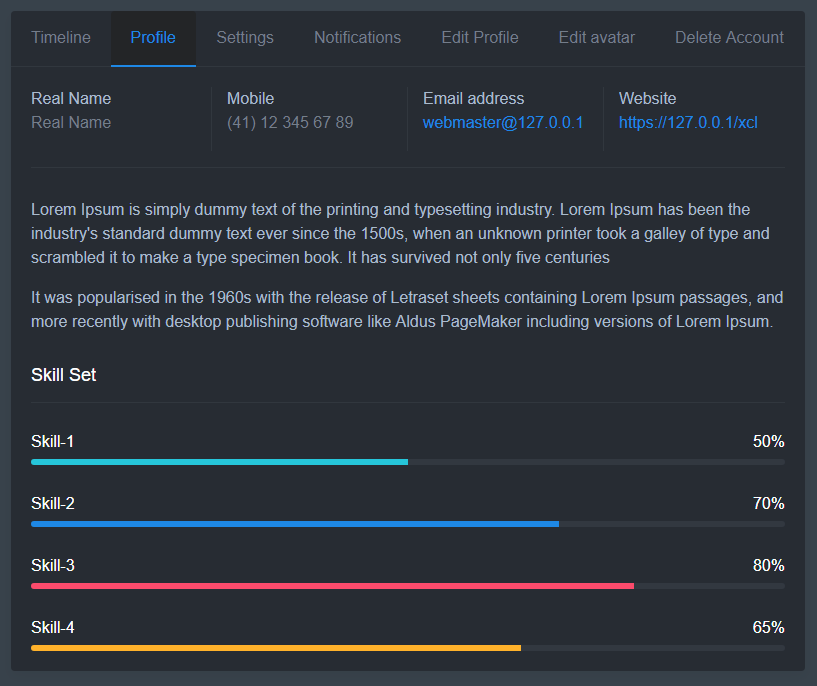 Timeline Profile Settings Notifications Edit Profile Edit avatar Delete Account
Real Name Mobile Email address Website
Real Name (41) 12 345 67 89 webmaster@127.0.0.1 https://127.0.0.1/xcl
Lorem Ipsum is simply dummy text of the printing and typesetting industry. Lorem Ipsum has been the
industry's standard dummy text ever since the 1500s, when an unknown printer took a galley of type and
scrambled it to make a type specimen book. It has survived not only five centuries
It was popularised in the 1960s with the release of Letraset sheets containing Lorem Ipsum passages, and
more recently with desktop publishing software like Aldus PageMaker including versions of Lorem Ipsum.
Skill Set
Skill-1 50%
Skill-2 70%
Skill-3 80%
Skill-4 65%